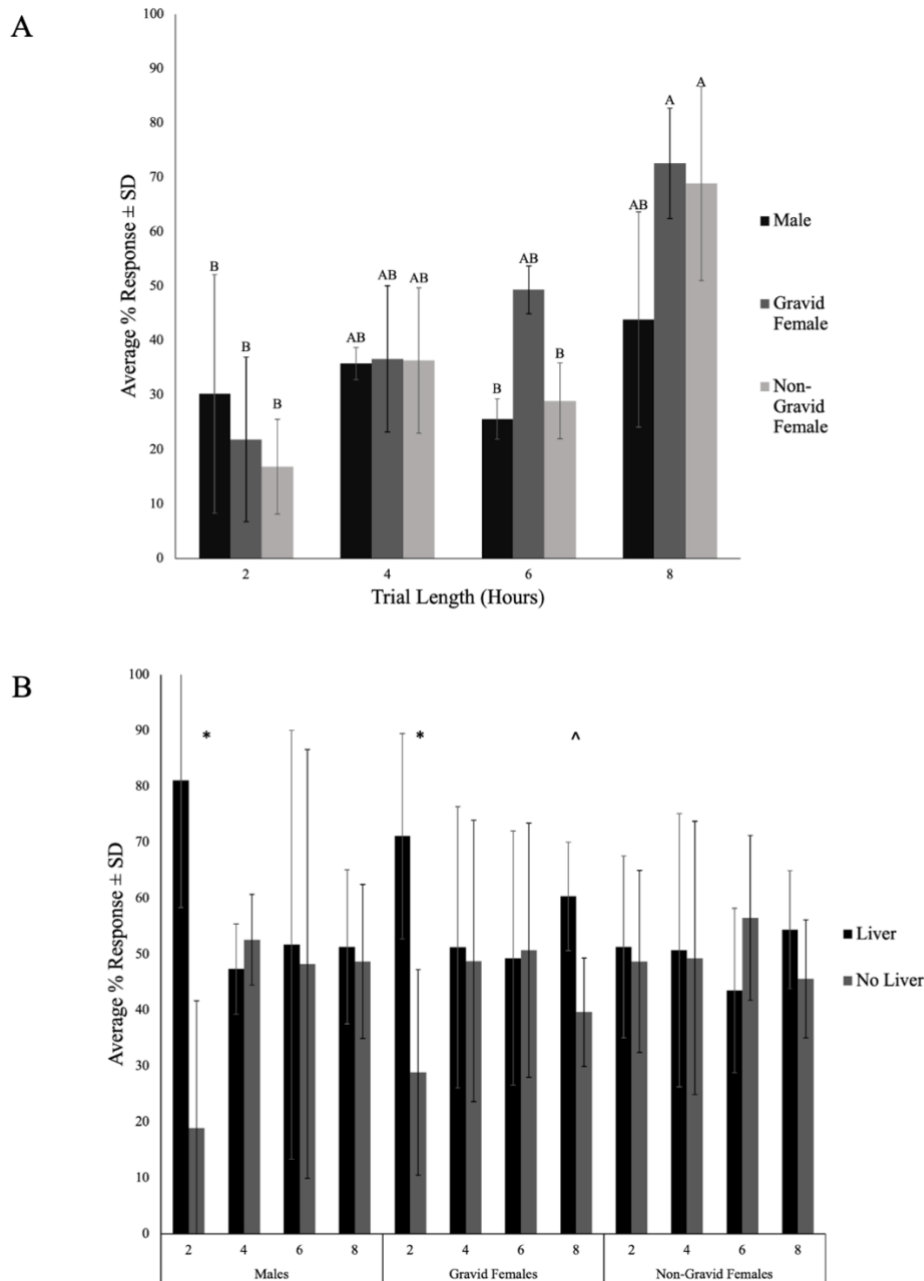 A
Average % Response ± SD
100
90
80
70
60
50
40
30
20
10
0
B
B
B
AB
AB
AB
B
AB
B
AB
A
A
2
4
6
8
Trial Length (Hours)
Male
Gravid
Female
Non-
Gravid
Female
B
Average % Response ± SD
100
90
80
70
60
50
40
30
20
10
0
*
*
^
2
4
6
8
2
4
6
8
2
4
6
8
Males
Gravid Females
Non-Gravid Females
Liver
No Liver